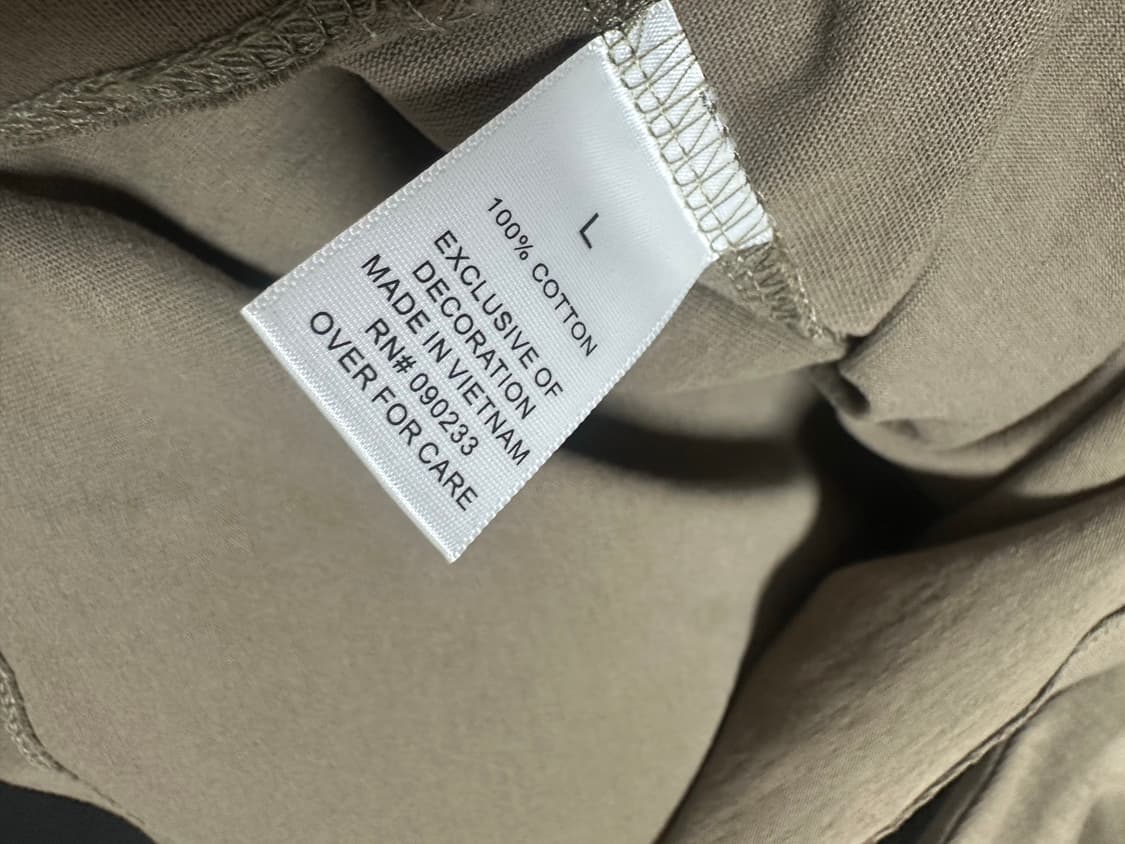 L
100% COTTON
EXCLUSIVE OF
DECORATION
MADE IN VIETNAM
RN# 090233
OVER FOR CARE